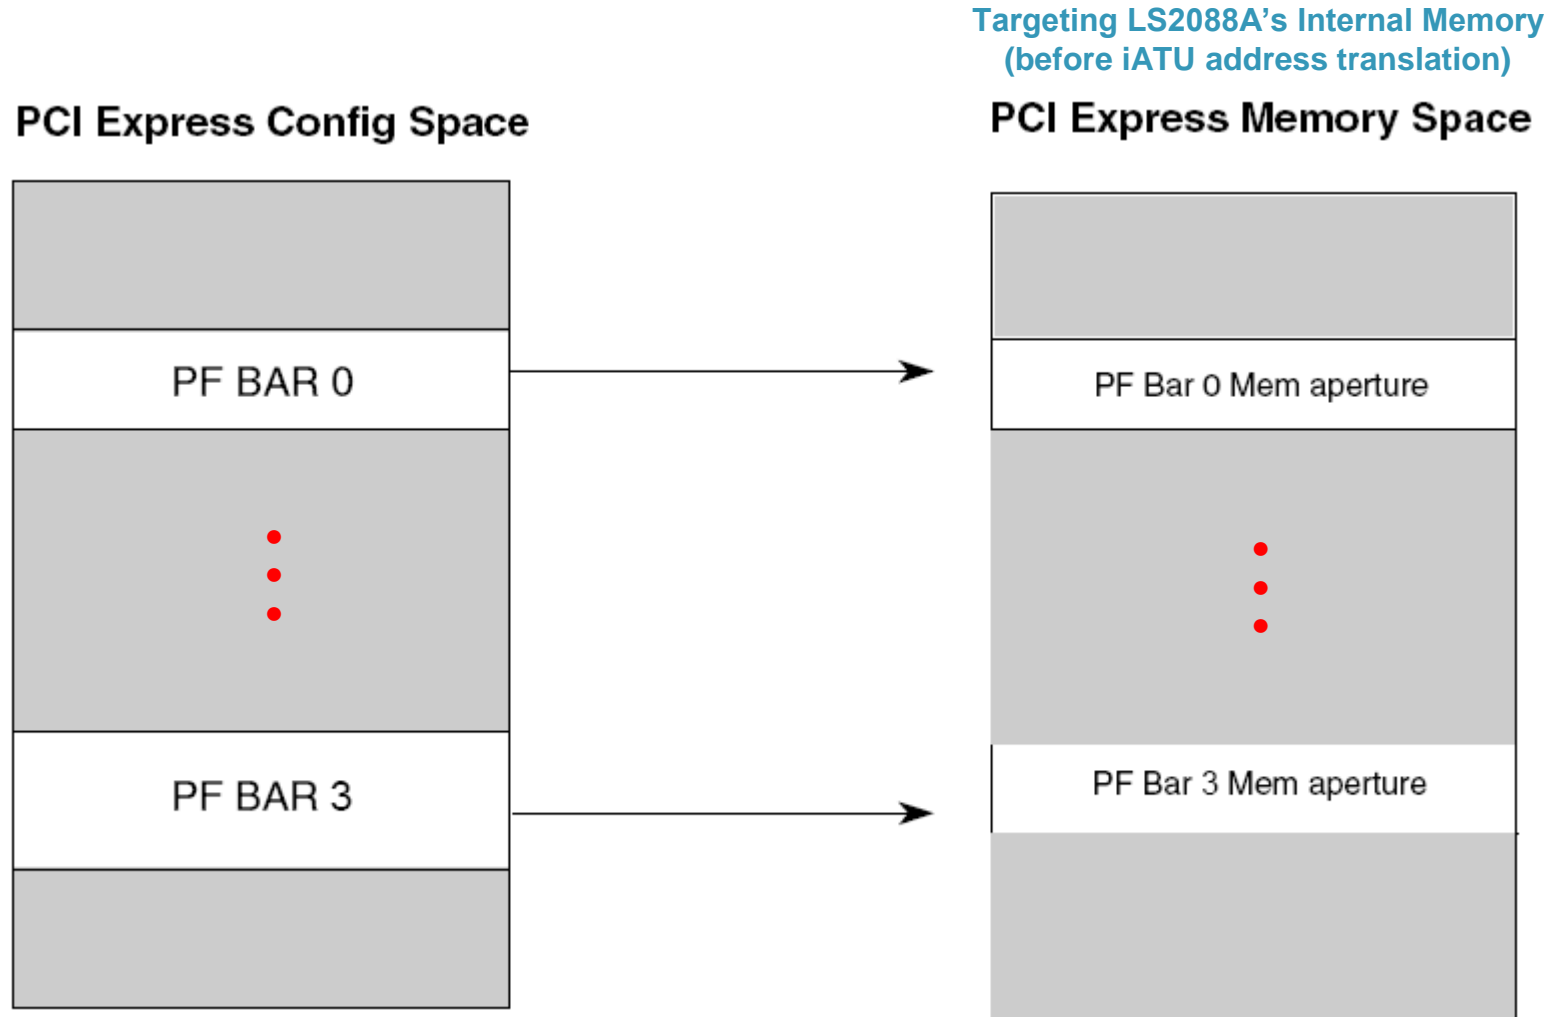 Targeting LS2088A’s Internal Memory
(before iATU address translation)
PCI Express Config Space
PCI Express Memory Space
PF BAR 0
PF Bar 0 Mem aperture
PF BAR 3
PF Bar 3 Mem aperture